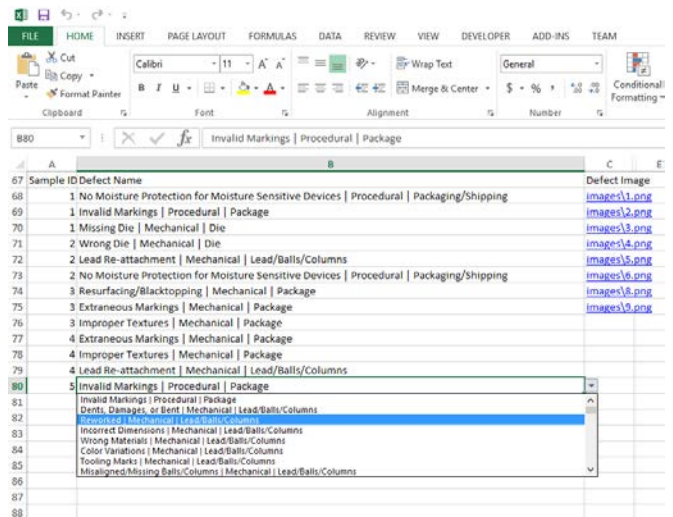 FILE HOME INSERT PAGE LAYOUT FORMULAS DATA REVIEW VIEW DEVELOPER ADD-INS TEAM
Cut
Copy
Format Painter
Paste
Calibri 11 A A
B I U A
Wrap Text
Merge & Center
General
$ % ,
Conditional
Formatting
Clipboard Font Alignment Number
B80 fx Invalid Markings | Procedural | Package
A B C E
67 Sample ID Defect Name Defect Image
68 1 No Moisture Protection for Moisture Sensitive Devices | Procedural | Packaging/Shipping images\1.png
69 1 Invalid Markings | Procedural | Package images\2.png
70 1 Missing Die | Mechanical | Die images\3.png
71 2 Wrong Die | Mechanical | Die images\4.png
72 2 Lead Re-attachment | Mechanical | Lead/Balls/Columns images\5.png
73 2 No Moisture Protection for Moisture Sensitive Devices | Procedural | Packaging/Shipping images\6.png
74 3 Resurfacing/Blacktopping | Mechanical | Package images\8.png
75 3 Extraneous Markings | Mechanical | Package images\9.png
76 3 Improper Textures | Mechanical | Package
77 4 Extraneous Markings | Mechanical | Package
78 4 Improper Textures | Mechanical | Package
79 4 Lead Re-attachment | Mechanical | Lead/Balls/Columns
80 5 Invalid Markings | Procedural | Package
81 Invalid Markings | Procedural | Package
Dents, Damages, or Bent | Mechanical | Lead/Balls/Columns
82 Reworked | Mechanical | Lead/Balls/Columns
Incorrect Dimensions | Mechanical | Lead/Balls/Columns
83 Wrong Materials | Mechanical | Lead/Balls/Columns
84 Color Variations | Mechanical | Lead/Balls/Columns
Tooling Marks | Mechanical | Lead/Balls/Columns
85 Misaligned/Missing Balls/Columns | Mechanical | Lead/Balls/Columns
86
87
88